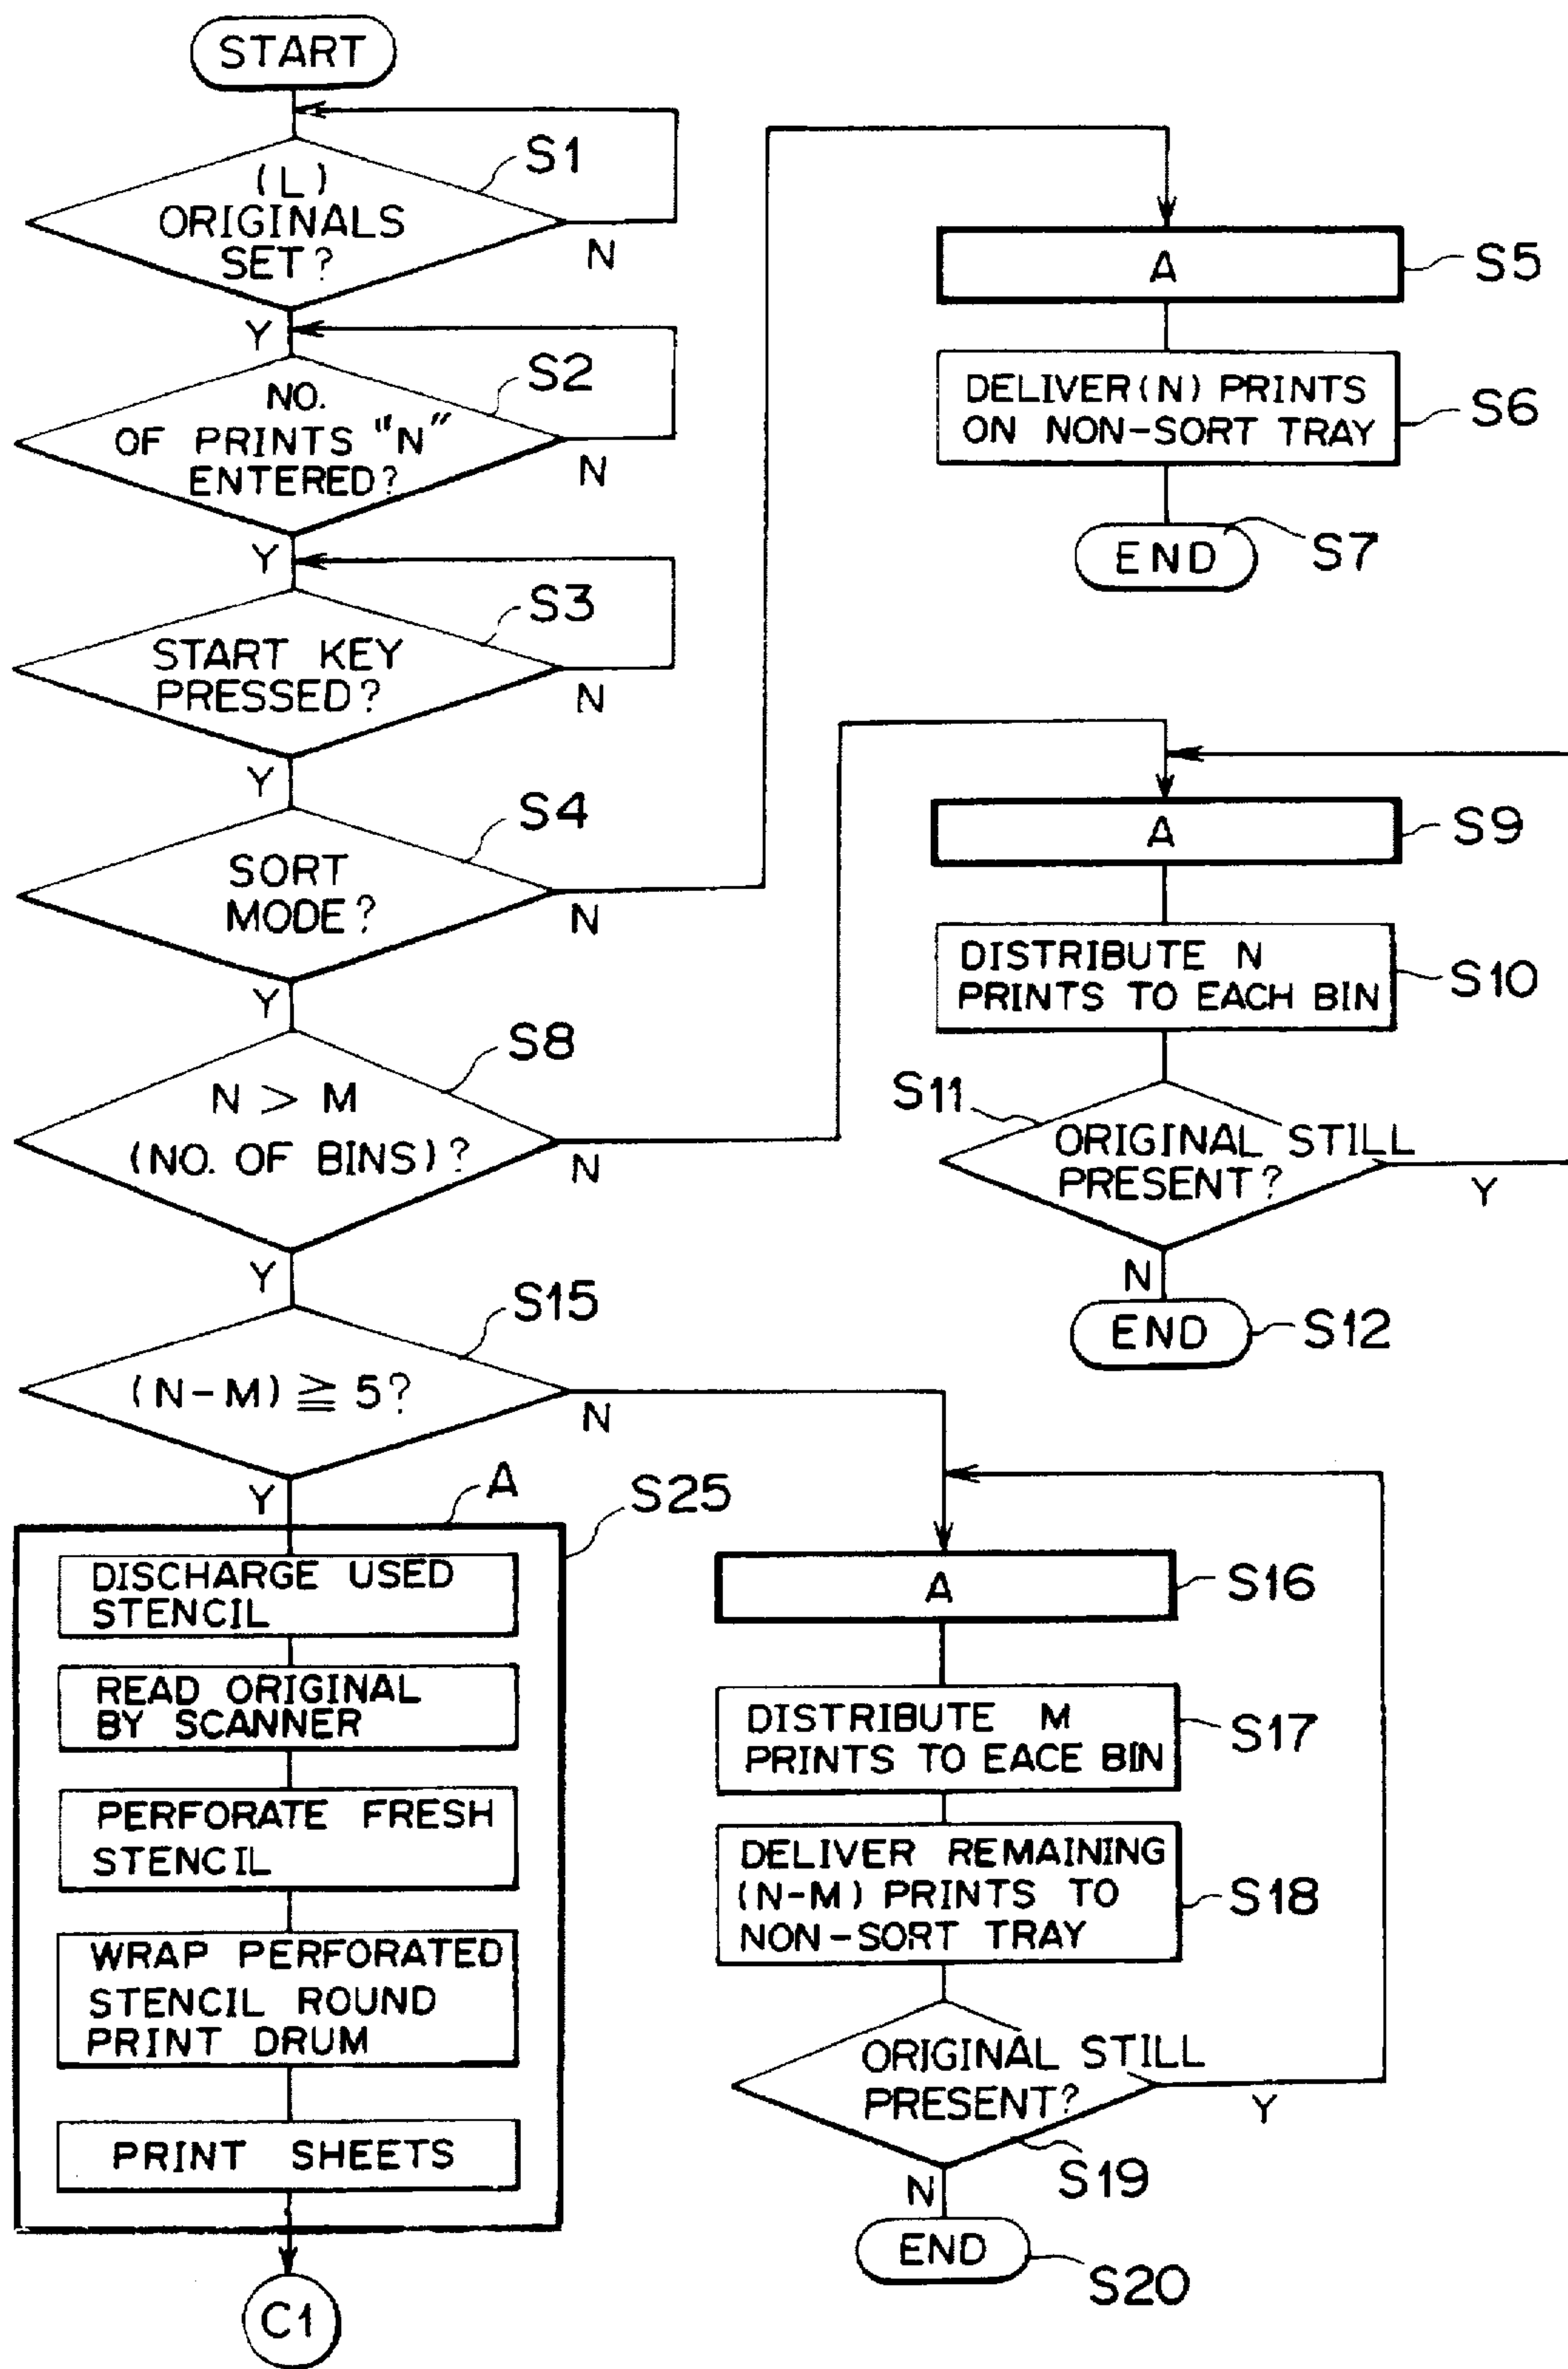 START
S1
(L)
ORIGINALS
SET?
N
Y
S2
NO.
OF PRINTS "N"
ENTERED?
N
Y
S3
START KEY
PRESSED?
N
Y
S4
SORT
MODE?
N
Y
S8
N > M
(NO. OF BINS)?
N
Y
S15
(N-M) ≧ 5?
N
Y
A
S25
DISCHARGE USED
STENCIL
READ ORIGINAL
BY SCANNER
PERFORATE FRESH
STENCIL
WRAP PERFORATED
STENCIL ROUND
PRINT DRUM
PRINT SHEETS
C1
A
S5
DELIVER (N) PRINTS
ON NON-SORT TRAY
S6
END
S7
A
S9
DISTRIBUTE N
PRINTS TO EACH BIN
S10
S11
ORIGINAL STILL
PRESENT?
Y
N
END
S12
A
S16
DISTRIBUTE M
PRINTS TO EACE BIN
S17
DELIVER REMAINING
(N-M) PRINTS TO
NON-SORT TRAY
S18
ORIGINAL STILL
PRESENT?
Y
S19
N
END
S20